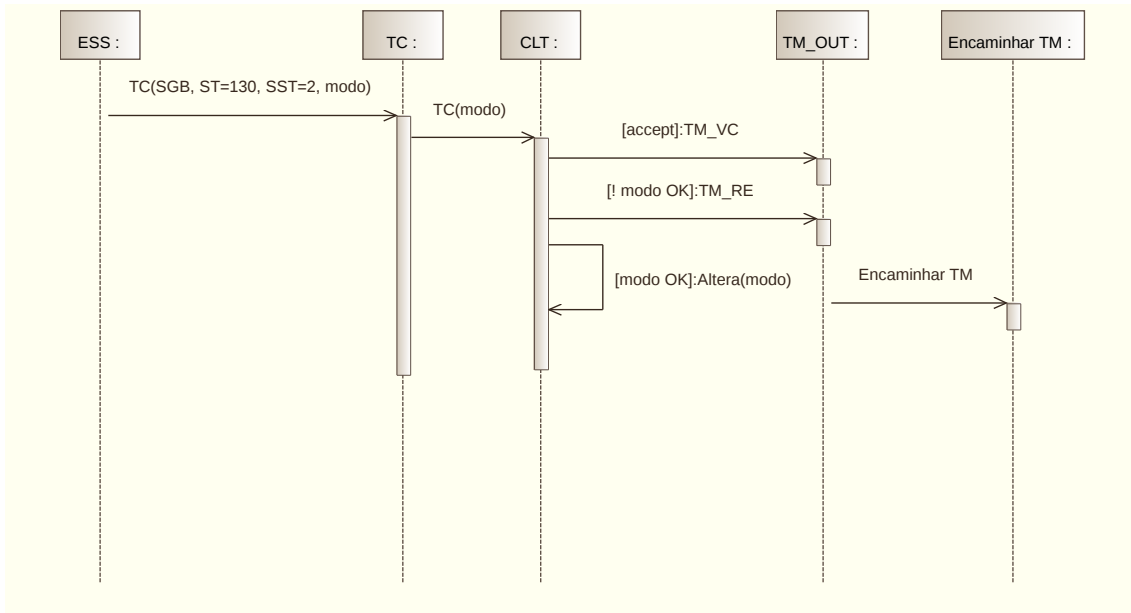 ESS :
TC :
CLT :
TM_OUT :
Encaminhar TM :
TC(SGB, ST=130, SST=2, modo)
TC(modo)
[accept]:TM_VC
[! modo OK]:TM_RE
[modo OK]:Altera(modo)
Encaminhar TM